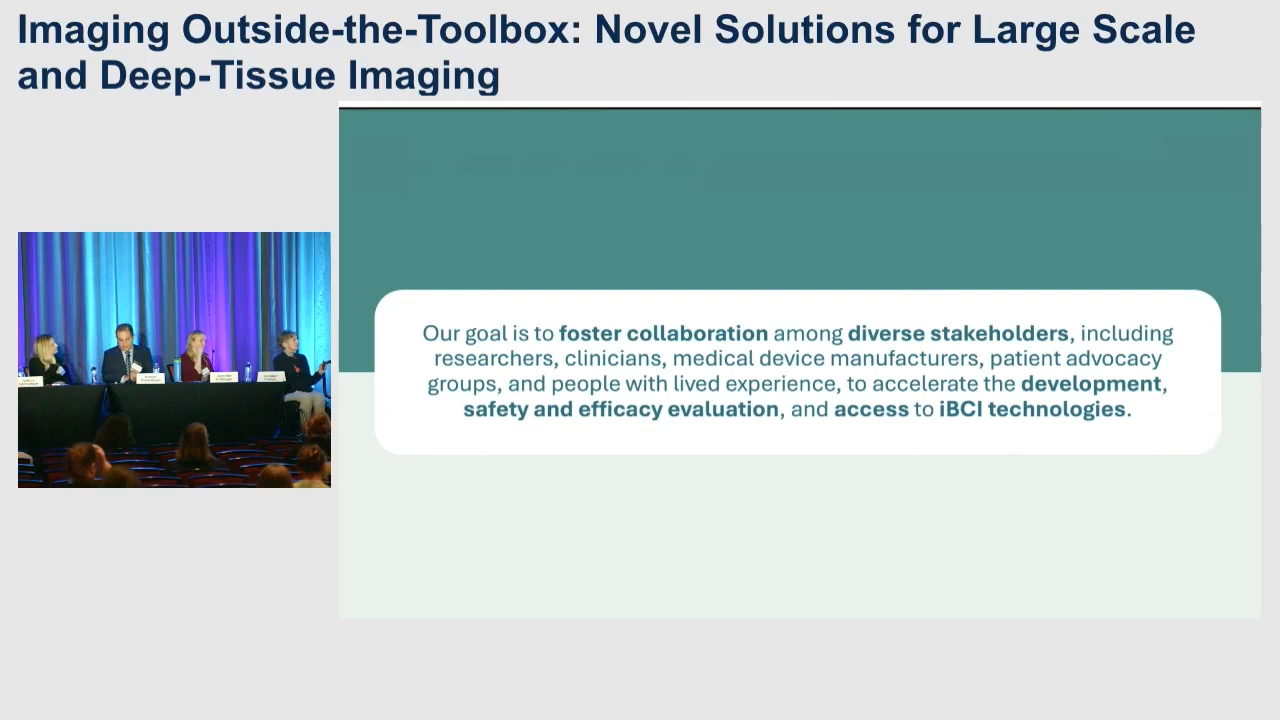 Imaging Outside-the-Toolbox: Novel Solutions for Large Scale
and Deep-Tissue Imaging
Our goal is to foster collaboration among diverse stakeholders, including
researchers, clinicians, medical device manufacturers, patient advocacy
groups, and people with lived experience, to accelerate the development,
safety and efficacy evaluation, and access to iBCI technologies.